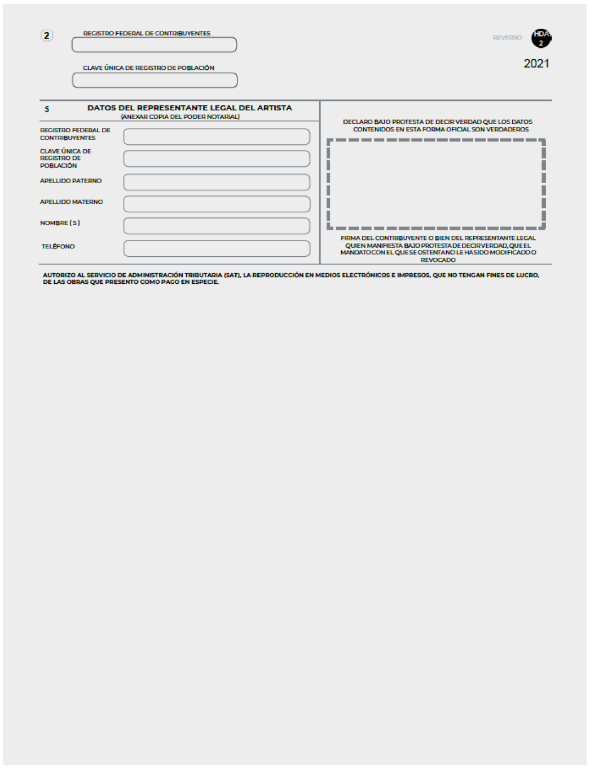 2
REGISTRO FEDERAL DE CONTRIBUYENTES
REVERSO
HDA
2
CLAVE ÚNICA DE REGISTRO DE POBLACIÓN
2021
5
DATOS DEL REPRESENTANTE LEGAL DEL ARTISTA
(ANEXAR COPIA DEL PODER NOTARIAL)
REGISTRO FEDERAL DE
CONTRIBUYENTES
CLAVE ÚNICA DE
REGISTRO DE
POBLACIÓN
APELLIDO PATERNO
APELLIDO MATERNO
NOMBRE ( S )
TELÉFONO
DECLARO BAJO PROTESTA DE DECIR VERDAD QUE LOS DATOS
CONTENIDOS EN ESTA FORMA OFICIAL SON VERDADEROS
FIRMA DEL CONTRIBUYENTE O BIEN DEL REPRESENTANTE LEGAL
QUIEN MANIFIESTA BAJO PROTESTA DE DECIR VERDAD, QUE EL
MANDATO CON EL QUE SE OSTENTA NO LE HA SIDO MODIFICADO O
REVOCADO
AUTORIZO AL SERVICIO DE ADMINISTRACIÓN TRIBUTARIA (SAT), LA REPRODUCCIÓN EN MEDIOS ELECTRÓNICOS E IMPRESOS, QUE NO TENGAN FINES DE LUCRO,
DE LAS OBRAS QUE PRESENTO COMO PAGO EN ESPECIE.